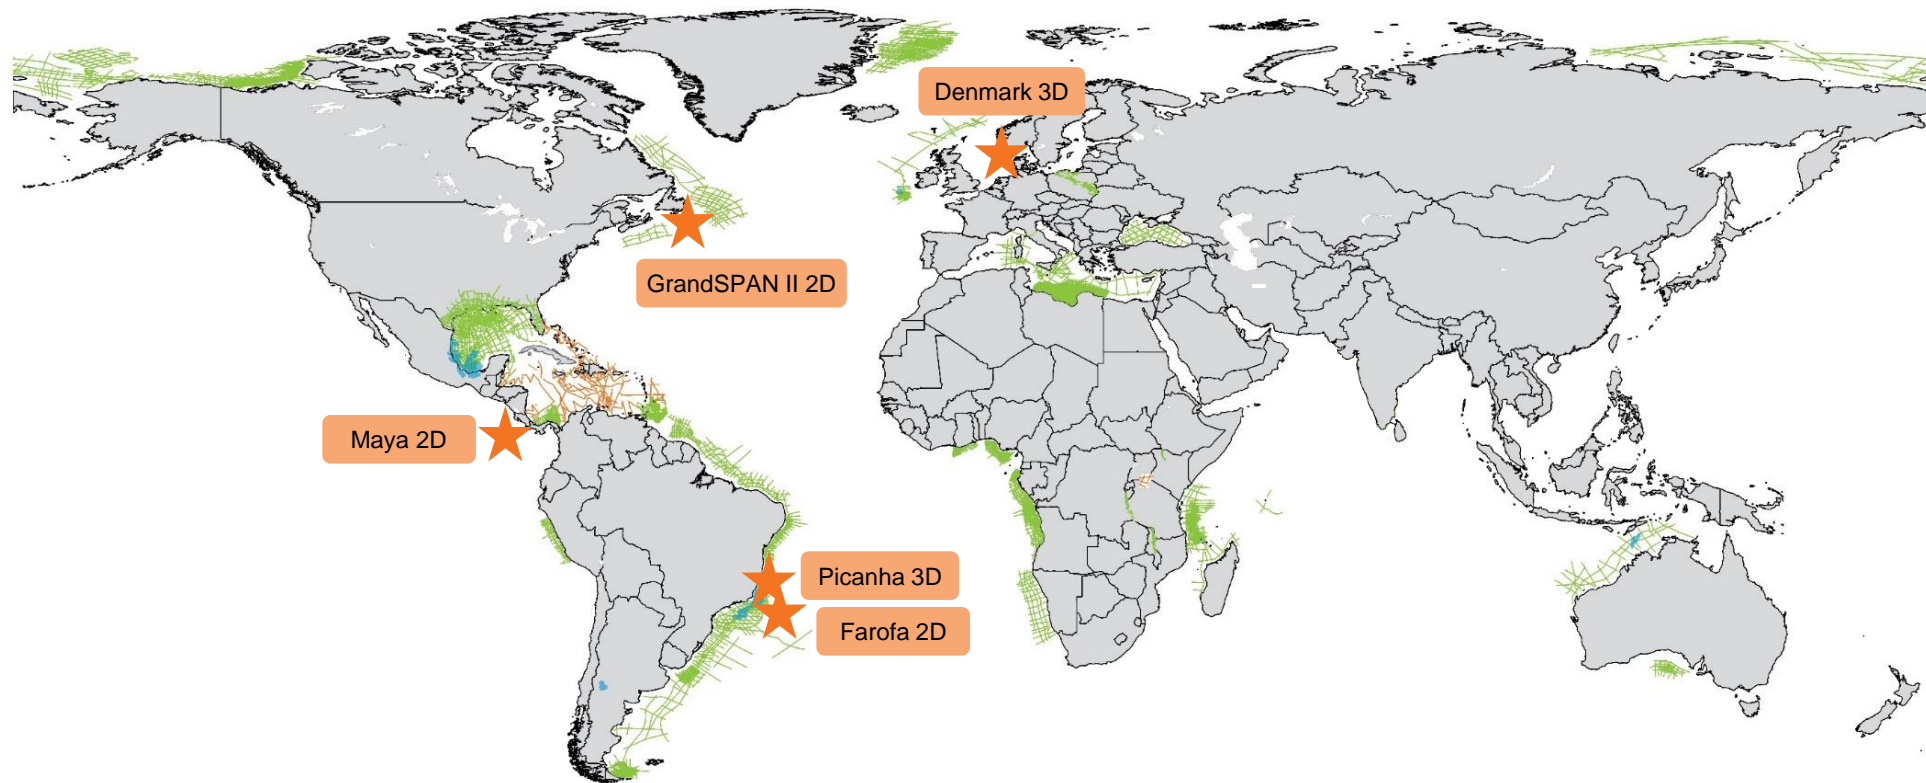 Denmark 3D
GrandSPAN II 2D
Maya 2D
Picanha 3D
Farofa 2D